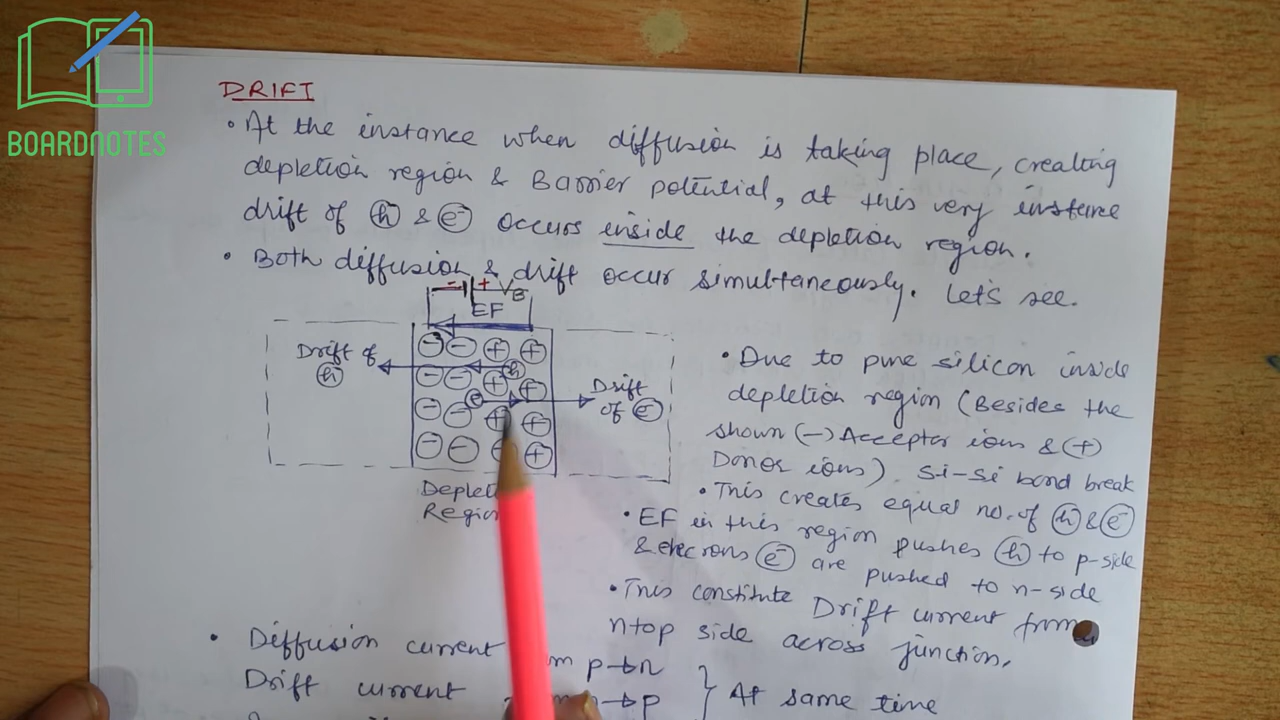 BOARDNOTES
DRIFT
• At the instance when diffusion is taking place, creating
depletion region & Barrier potential, at this very instance
drift of h & e⁻ occurs inside the depletion region.
• Both diffusion & drift occur simultaneously. Let's see.
- + VB
EF
Drift of
h
− − + +
− − + h +
− − e + +
− − +
Drift
of e⁻
Deplet
Region
• Due to pure silicon inside
depletion region (Besides the
shown (−) Acceptor ions & (+)
Donor ions) Si-Si bond break
• This creates equal no. of h & e⁻
• EF in this region pushes h to p-side
& elecrons e⁻ are pushed to n-side
• This constitute Drift current from
n to p side across junction.
• Diffusion current m p→n
Drift current →p
} At same time